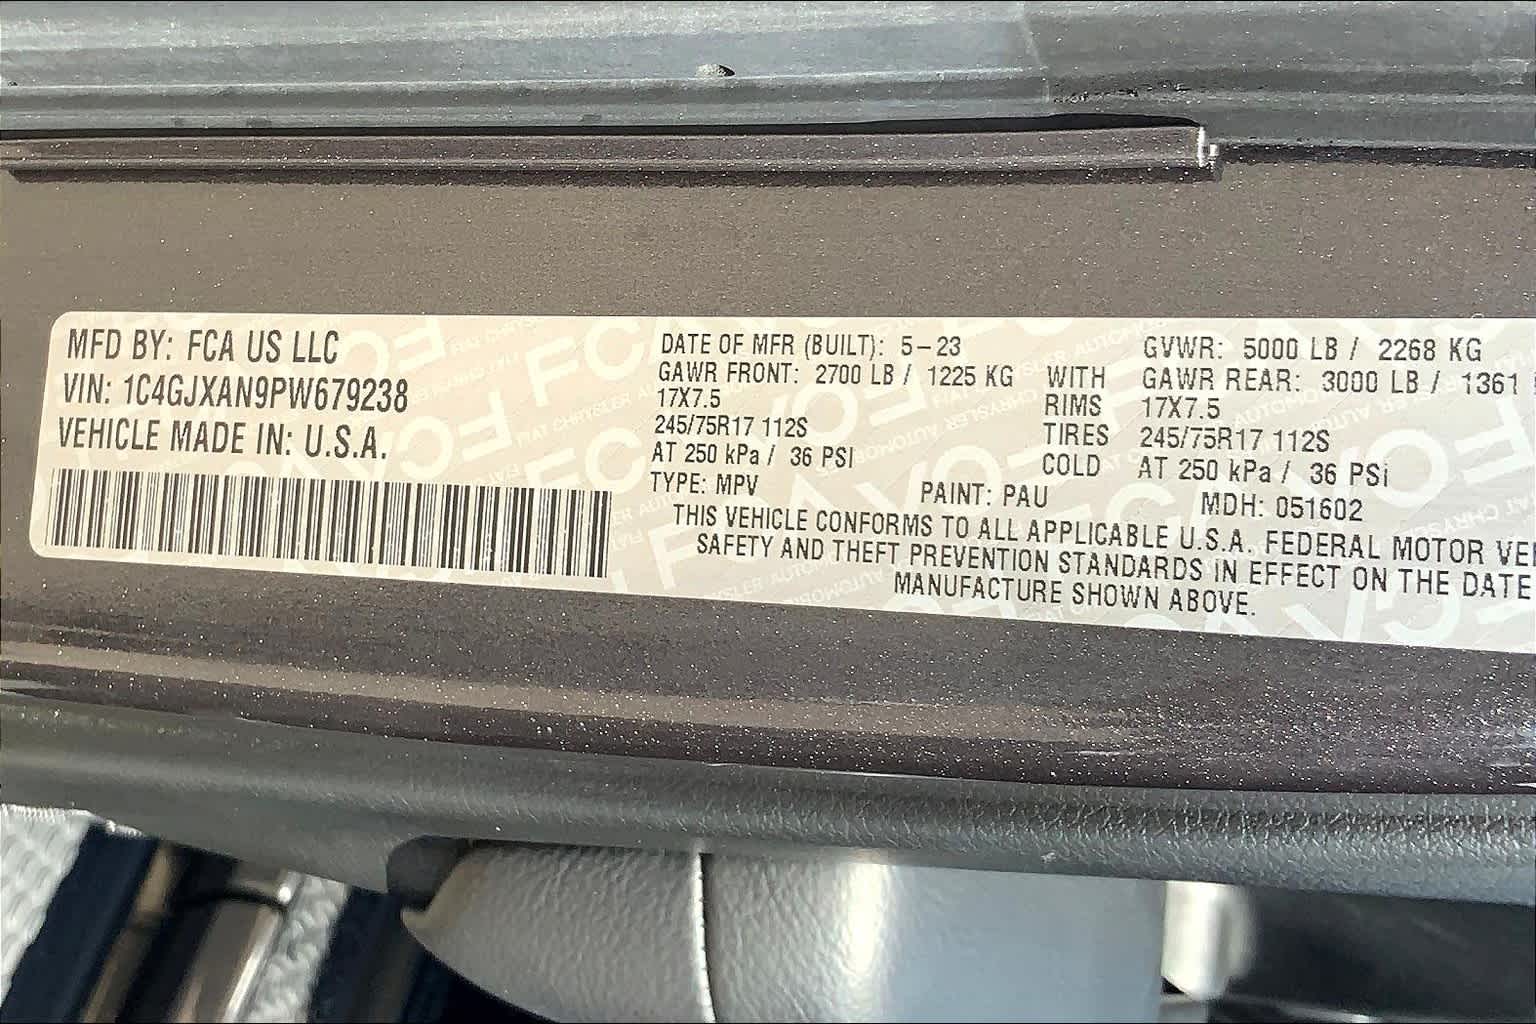 MFD BY: FCA US LLC
VIN: 1C4GJXAN9PW679238
VEHICLE MADE IN: U.S.A.
DATE OF MFR (BUILT): 5-23 GVWR: 5000 LB / 2268 KG
GAWR FRONT: 2700 LB / 1225 KG WITH GAWR REAR: 3000 LB / 1361
17X7.5 RIMS 17X7.5
245/75R17 112S TIRES 245/75R17 112S
AT 250 kPa / 36 PSI COLD AT 250 kPa / 36 PSi
TYPE: MPV PAINT: PAU MDH: 051602
THIS VEHICLE CONFORMS TO ALL APPLICABLE U.S.A. FEDERAL MOTOR
SAFETY AND THEFT PREVENTION STANDARDS IN EFFECT ON THE DATE
MANUFACTURE SHOWN ABOVE.